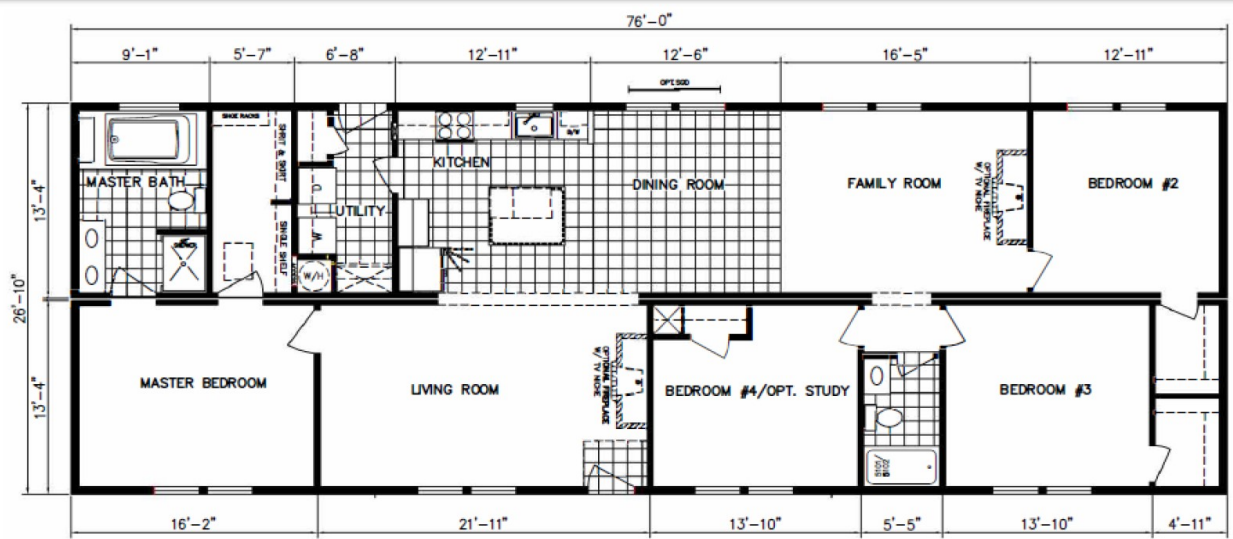 76'-0"
9'-1" 5'-7" 6'-8" 12'-11" 12'-6" 16'-5" 12'-11"
OPT. SGD
SHOE RACKS
SHIRT & SKIRT
D/W
KITCHEN
MASTER BATH
D
DINING ROOM
FAMILY ROOM
OPTIONAL FIREPLACE
W/ TV NICHE
BEDROOM #2
13'-4"
UTILITY
W
SINGLE SHELF
W/H
26'-10"
MASTER BEDROOM
LIVING ROOM
OPTIONAL FIREPLACE
W/ TV NICHE
BEDROOM #4/OPT. STUDY
BEDROOM #3
13'-4"
16'-2" 21'-11" 13'-10" 5'-5" 13'-10" 4'-11"